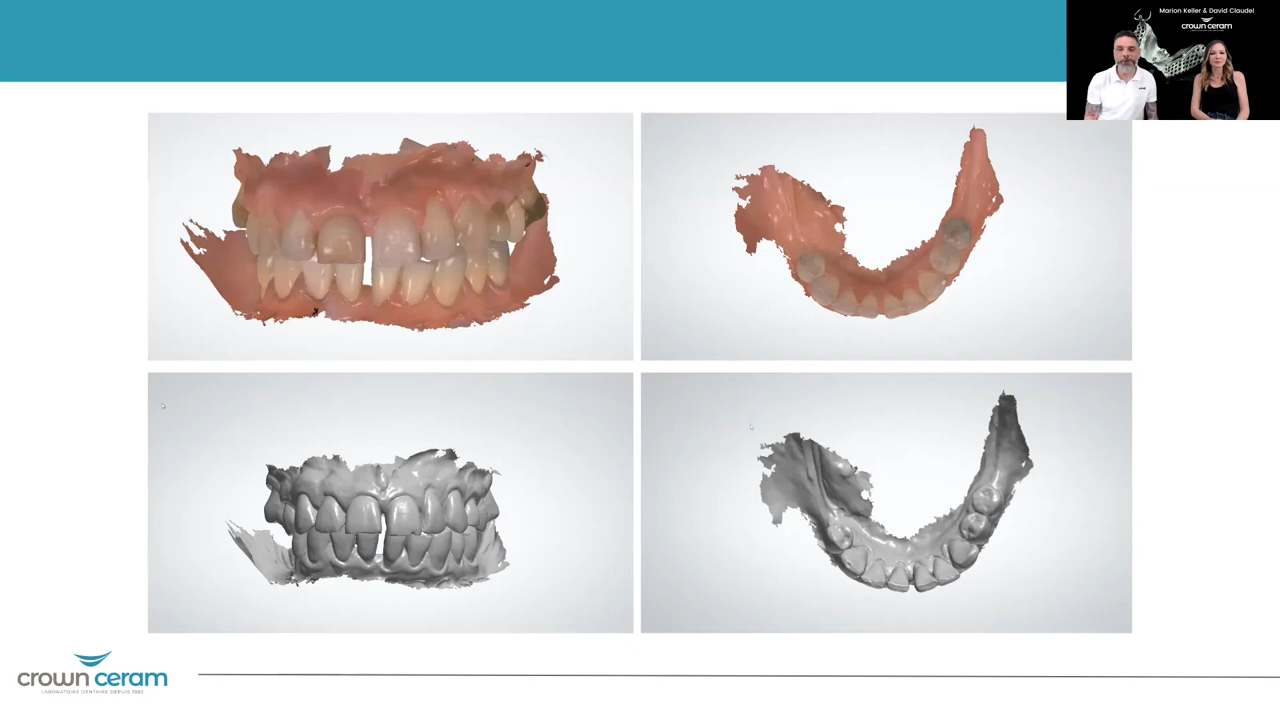 Marion Keller & David Claudel
crown ceram
crown ceram
LABORATOIRE DENTAIRE DEPUIS 1983